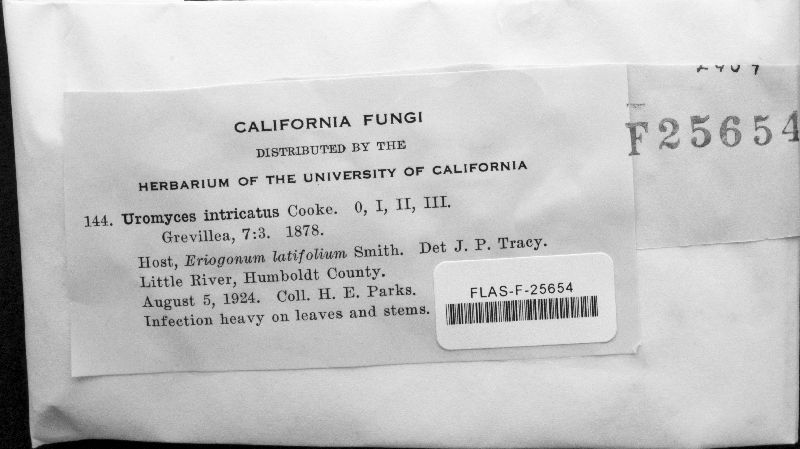 CALIFORNIA FUNGI
DISTRIBUTED BY THE
HERBARIUM OF THE UNIVERSITY OF CALIFORNIA
144. Uromyces intricatus Cooke. 0, I, II, III.
Grevillea, 7:3. 1878.
Host, Eriogonum latifolium Smith. Det J. P. Tracy.
Little River, Humboldt County.
August 5, 1924. Coll. H. E. Parks.
Infection heavy on leaves and stems.
FLAS-F-25654
F25654